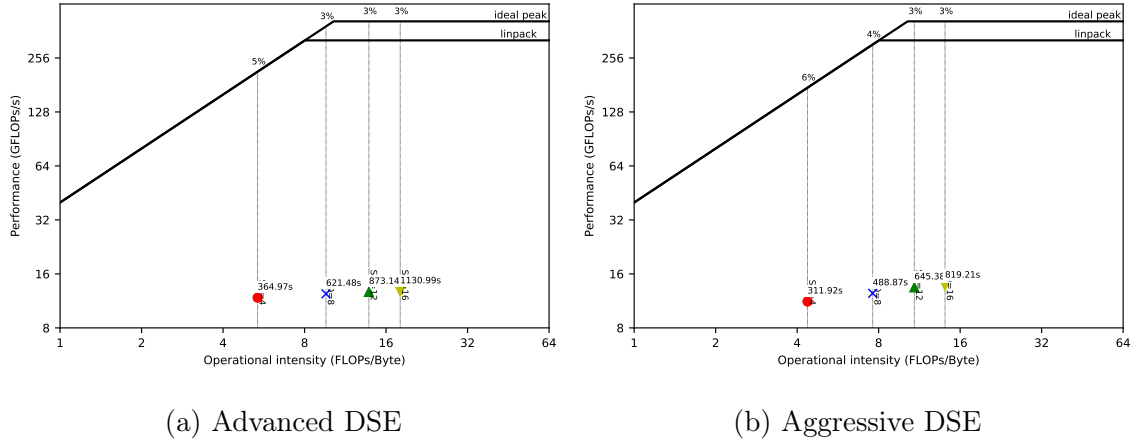 3%
3%
3%
ideal peak
linpack
5%
256
128
64
32
16
8
Performance (GFLOPs/s)
364.97s
621.48s
873.14
1130.99s
1
2
4
8
16
32
64
Operational intensity (FLOPs/Byte)
(a) Advanced DSE
3%
3%
ideal peak
4%
linpack
6%
256
128
64
32
16
8
Performance (GFLOPs/s)
311.92s
488.87s
645.38
819.21s
1
2
4
8
16
32
64
Operational intensity (FLOPs/Byte)
(b) Aggressive DSE